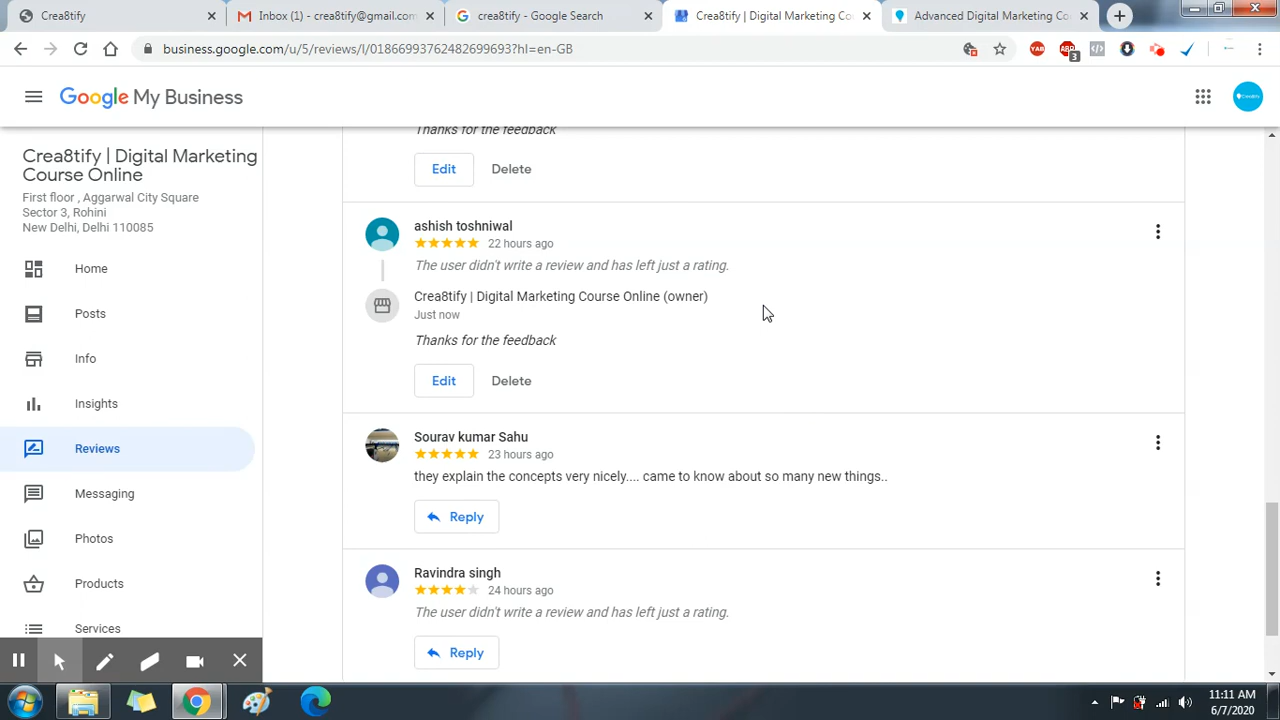 Crea8tify
Inbox (1) - crea8tify@gmail.com
crea8tify - Google Search
Crea8tify | Digital Marketing Co
Advanced Digital Marketing Co
business.google.com/u/5/reviews/l/01866993762482699693?hl=en-GB
YAB
ABP
3
Google My Business
Crea8tify | Digital Marketing
Course Online
First floor , Aggarwal City Square
Sector 3, Rohini
New Delhi, Delhi 110085
Home
Posts
Info
Insights
Reviews
Messaging
Photos
Products
Services
Thanks for the feedback
Edit Delete
ashish toshniwal
22 hours ago
The user didn't write a review and has left just a rating.
Crea8tify | Digital Marketing Course Online (owner)
Just now
Thanks for the feedback
Edit Delete
Sourav kumar Sahu
23 hours ago
they explain the concepts very nicely.... came to know about so many new things..
Reply
Ravindra singh
24 hours ago
The user didn't write a review and has left just a rating.
Reply
11:11 AM
6/7/2020